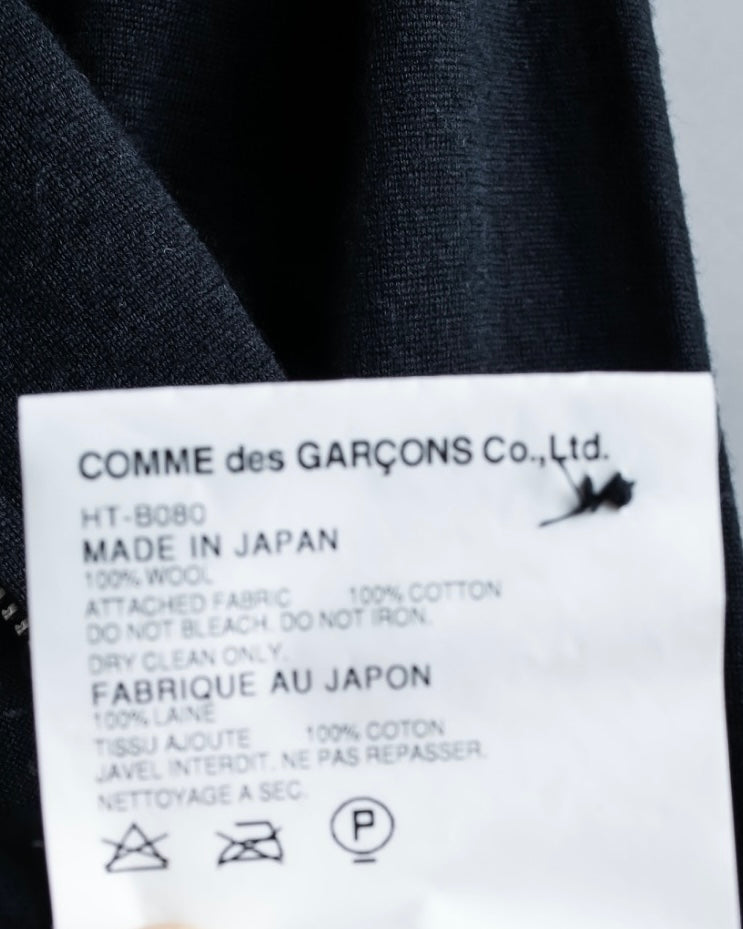 COMME des GARÇONS Co.,Ltd.
HT-B080
MADE IN JAPAN
100% WOOL
ATTACHED FABRIC 100% COTTON
DO NOT BLEACH. DO NOT IRON.
DRY CLEAN ONLY.
FABRIQUE AU JAPON
100% LAINE
TISSU AJOUTE 100% COTON
JAVEL INTERDIT. NE PAS REPASSER.
NETTOYAGE A SEC.
P